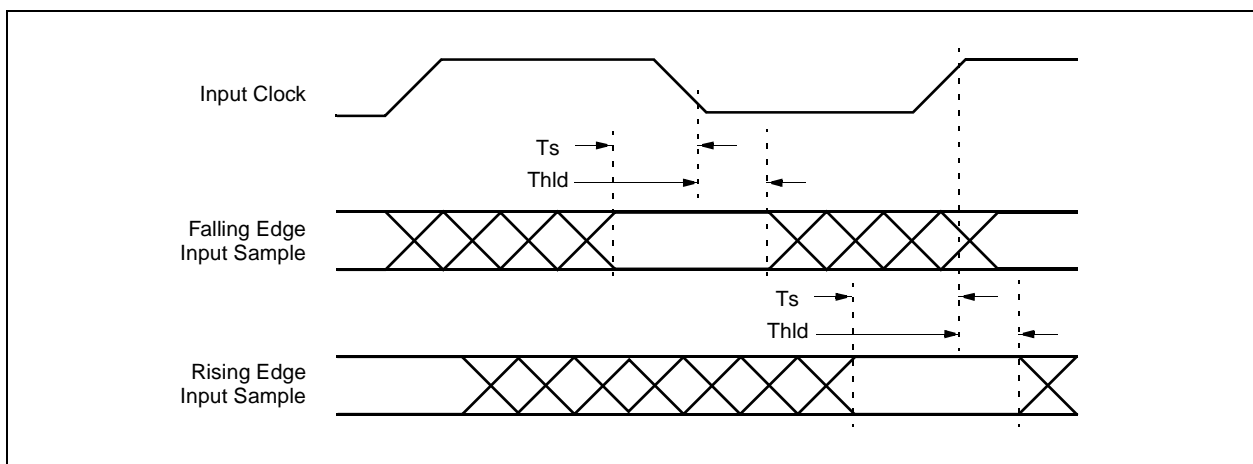 Input Clock
Ts
Thld
Falling Edge
Input Sample
Ts
Thld
Rising Edge
Input Sample